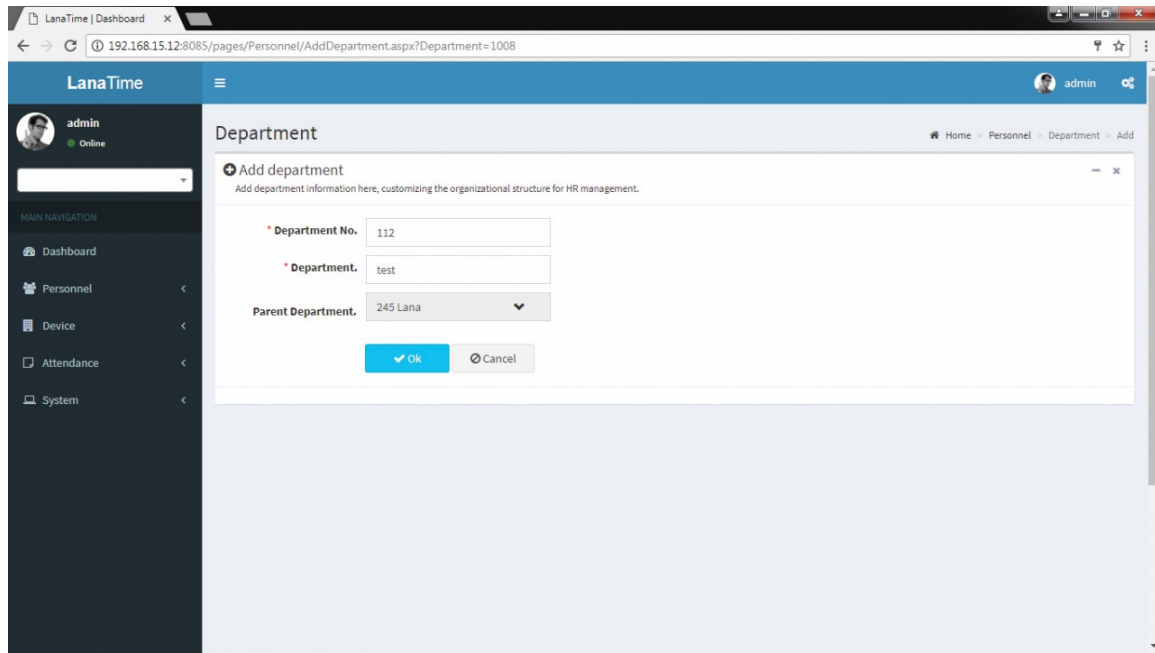 LanaTime | Dashboard
192.168.15.12:8085/pages/Personnel/AddDepartment.aspx?Department=1008
LanaTime
admin
admin
Online
Department
Home > Personnel > Department > Add
Add department
Add department information here, customizing the organizational structure for HR management.
MAIN NAVIGATION
Dashboard
Personnel
Device
Attendance
System
* Department No.
112
* Department.
test
Parent Department.
245 Lana
Ok
Cancel